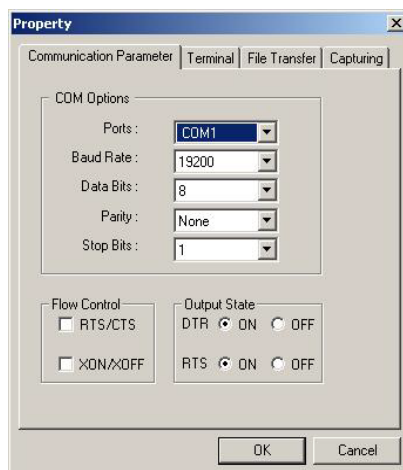 Property
Communication Parameter Terminal File Transfer Capturing
COM Options
Ports : COM1
Baud Rate : 19200
Data Bits : 8
Parity : None
Stop Bits : 1
Flow Control Output State
RTS/CTS DTR ON OFF
XON/XOFF RTS ON OFF
OK Cancel